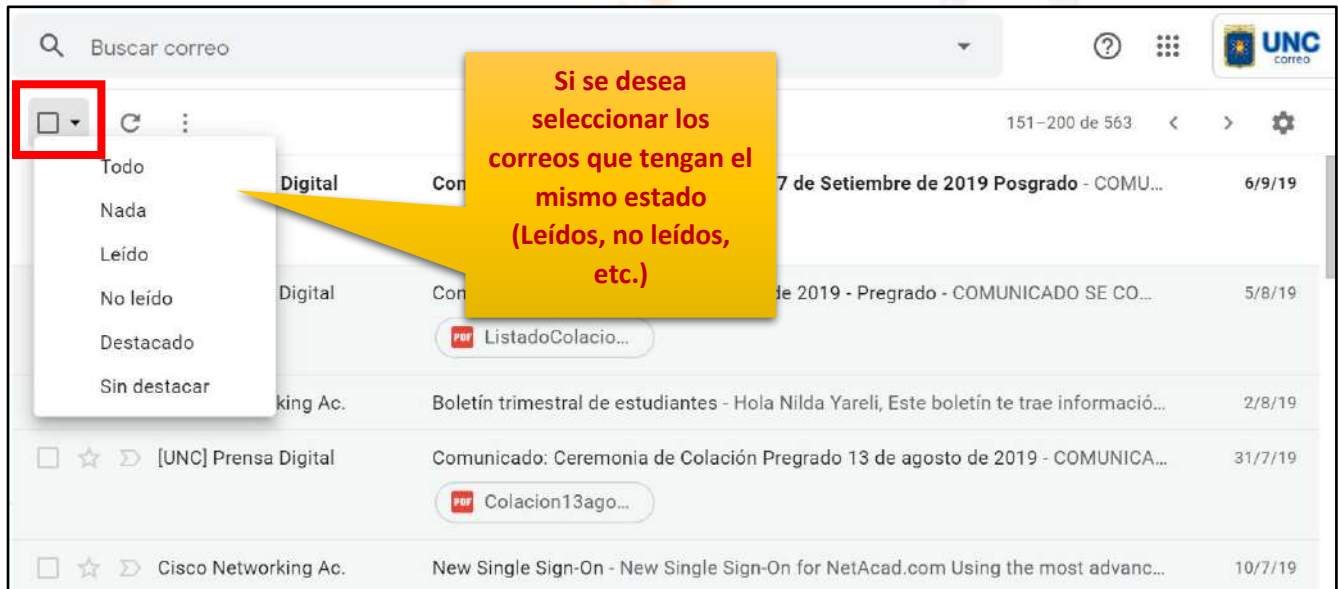 Buscar correo
UNC
correo
Si se desea
seleccionar los
correos que tengan el
mismo estado
(Leídos, no leídos,
etc.)
151–200 de 563
Todo
Nada
Leído
No leído
Destacado
Sin destacar
Digital Con 7 de Setiembre de 2019 Posgrado - COMU... 6/9/19
Digital Con de 2019 - Pregrado - COMUNICADO SE CO... 5/8/19
PDF ListadoColacio...
king Ac. Boletín trimestral de estudiantes - Hola Nilda Yareli, Este boletín te trae informació... 2/8/19
[UNC] Prensa Digital Comunicado: Ceremonia de Colación Pregrado 13 de agosto de 2019 - COMUNICA... 31/7/19
PDF Colacion13ago...
Cisco Networking Ac. New Single Sign-On - New Single Sign-On for NetAcad.com Using the most advanc... 10/7/19